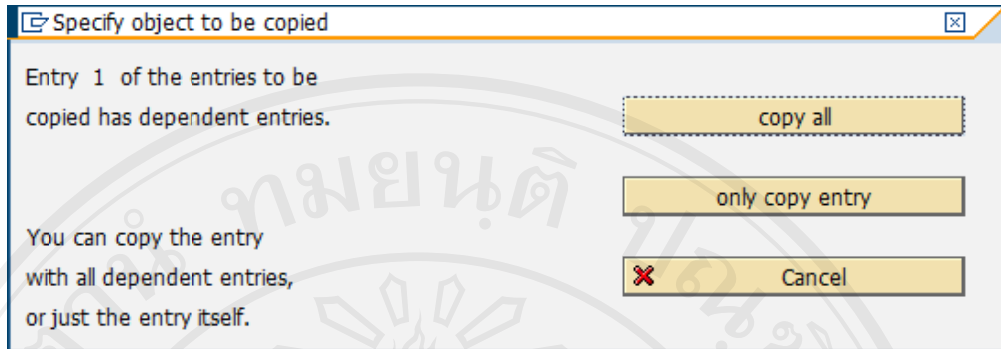 Specify object to be copied
Entry 1 of the entries to be
copied has dependent entries.
copy all
only copy entry
You can copy the entry
with all dependent entries,
Cancel
or just the entry itself.